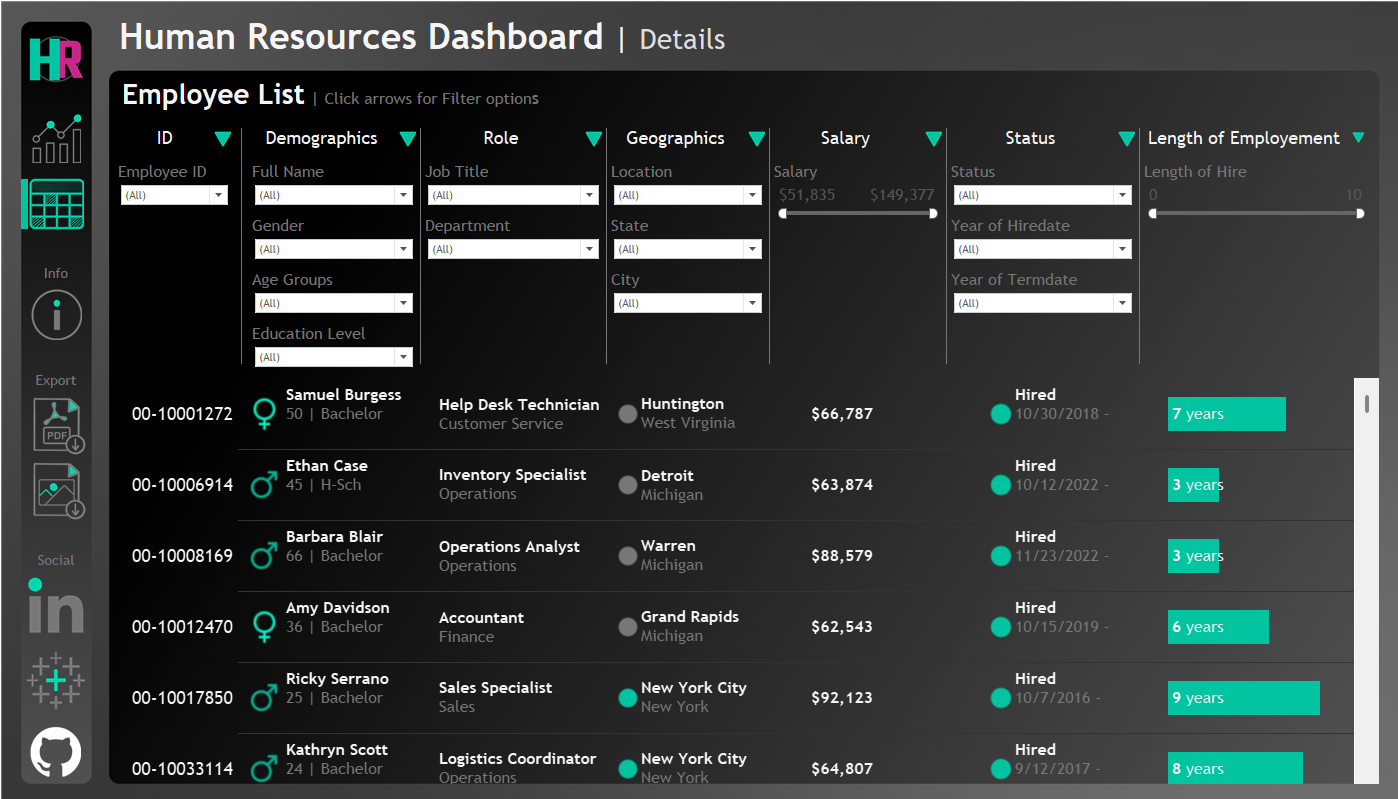 HR
Human Resources Dashboard | Details
Employee List | Click arrows for Filter options
ID
Demographics
Role
Geographics
Salary
Status
Length of Employement
Employee ID
(All)
Full Name
(All)
Gender
(All)
Age Groups
(All)
Education Level
(All)
Job Title
(All)
Department
(All)
Location
(All)
State
(All)
City
(All)
Salary
$51,835 $149,377
Status
(All)
Year of Hiredate
(All)
Year of Termdate
(All)
Length of Hire
0 10
Info
Export
PDF
Social
in
00-10001272
Samuel Burgess
50 | Bachelor
Help Desk Technician
Customer Service
Huntington
West Virginia
$66,787
Hired
10/30/2018 -
7 years
00-10006914
Ethan Case
45 | H-Sch
Inventory Specialist
Operations
Detroit
Michigan
$63,874
Hired
10/12/2022 -
3 years
00-10008169
Barbara Blair
66 | Bachelor
Operations Analyst
Operations
Warren
Michigan
$88,579
Hired
11/23/2022 -
3 years
00-10012470
Amy Davidson
36 | Bachelor
Accountant
Finance
Grand Rapids
Michigan
$62,543
Hired
10/15/2019 -
6 years
00-10017850
Ricky Serrano
25 | Bachelor
Sales Specialist
Sales
New York City
New York
$92,123
Hired
10/7/2016 -
9 years
00-10033114
Kathryn Scott
24 | Bachelor
Logistics Coordinator
Operations
New York City
New York
$64,807
Hired
9/12/2017 -
8 years